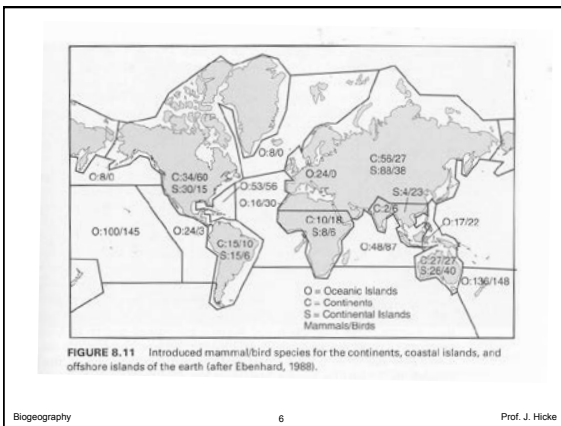 O:8/0
O:8/0
C:34/60
S:30/15
O:53/56
O:16/30
O:24/0
C:56/27
S:88/38
S:4/23
C:2/6
O:17/22
O:100/145
O:24/3
C:15/10
S:15/6
C:10/18
S:8/6
O:48/87
C:27/27
S:26/40
O:136/148
O = Oceanic Islands
C = Continents
S = Continental Islands
Mammals/Birds
FIGURE 8.11 Introduced mammal/bird species for the continents, coastal islands, and
offshore islands of the earth (after Ebenhard, 1988).
Biogeography 6 Prof. J. Hicke